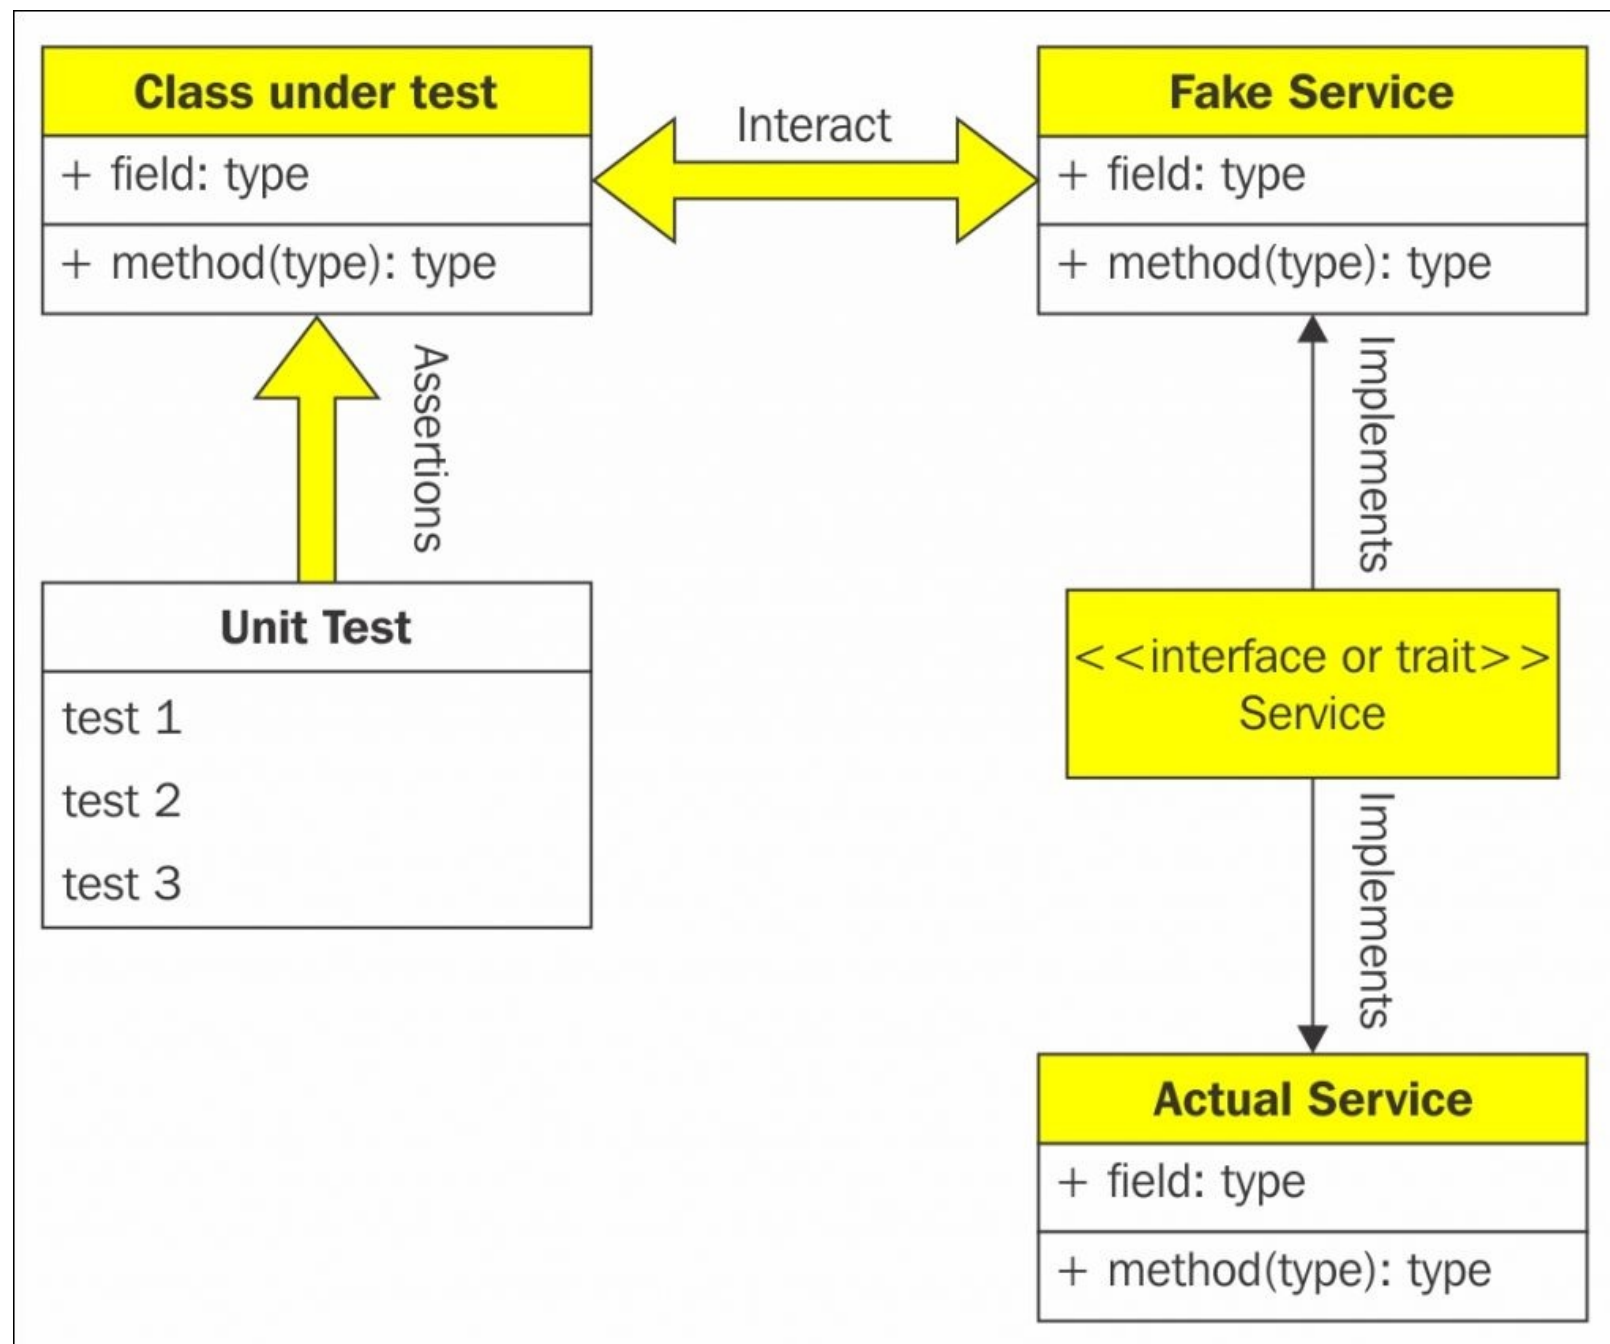 Class under test
+ field: type
+ method(type): type
Interact
Fake Service
+ field: type
+ method(type): type
Assertions
Implements
Unit Test
test 1
test 2
test 3
<<interface or trait>>
Service
Implements
Actual Service
+ field: type
+ method(type): type